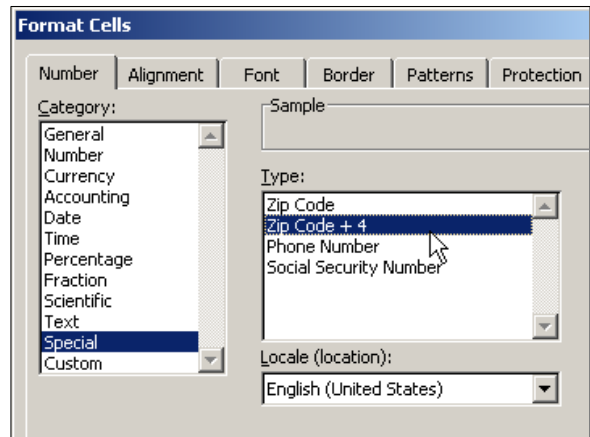 Format Cells
Number Alignment Font Border Patterns Protection
Category:
General
Number
Currency
Accounting
Date
Time
Percentage
Fraction
Scientific
Text
Special
Custom
Sample
Type:
Zip Code
Zip Code + 4
Phone Number
Social Security Number
Locale (location):
English (United States)